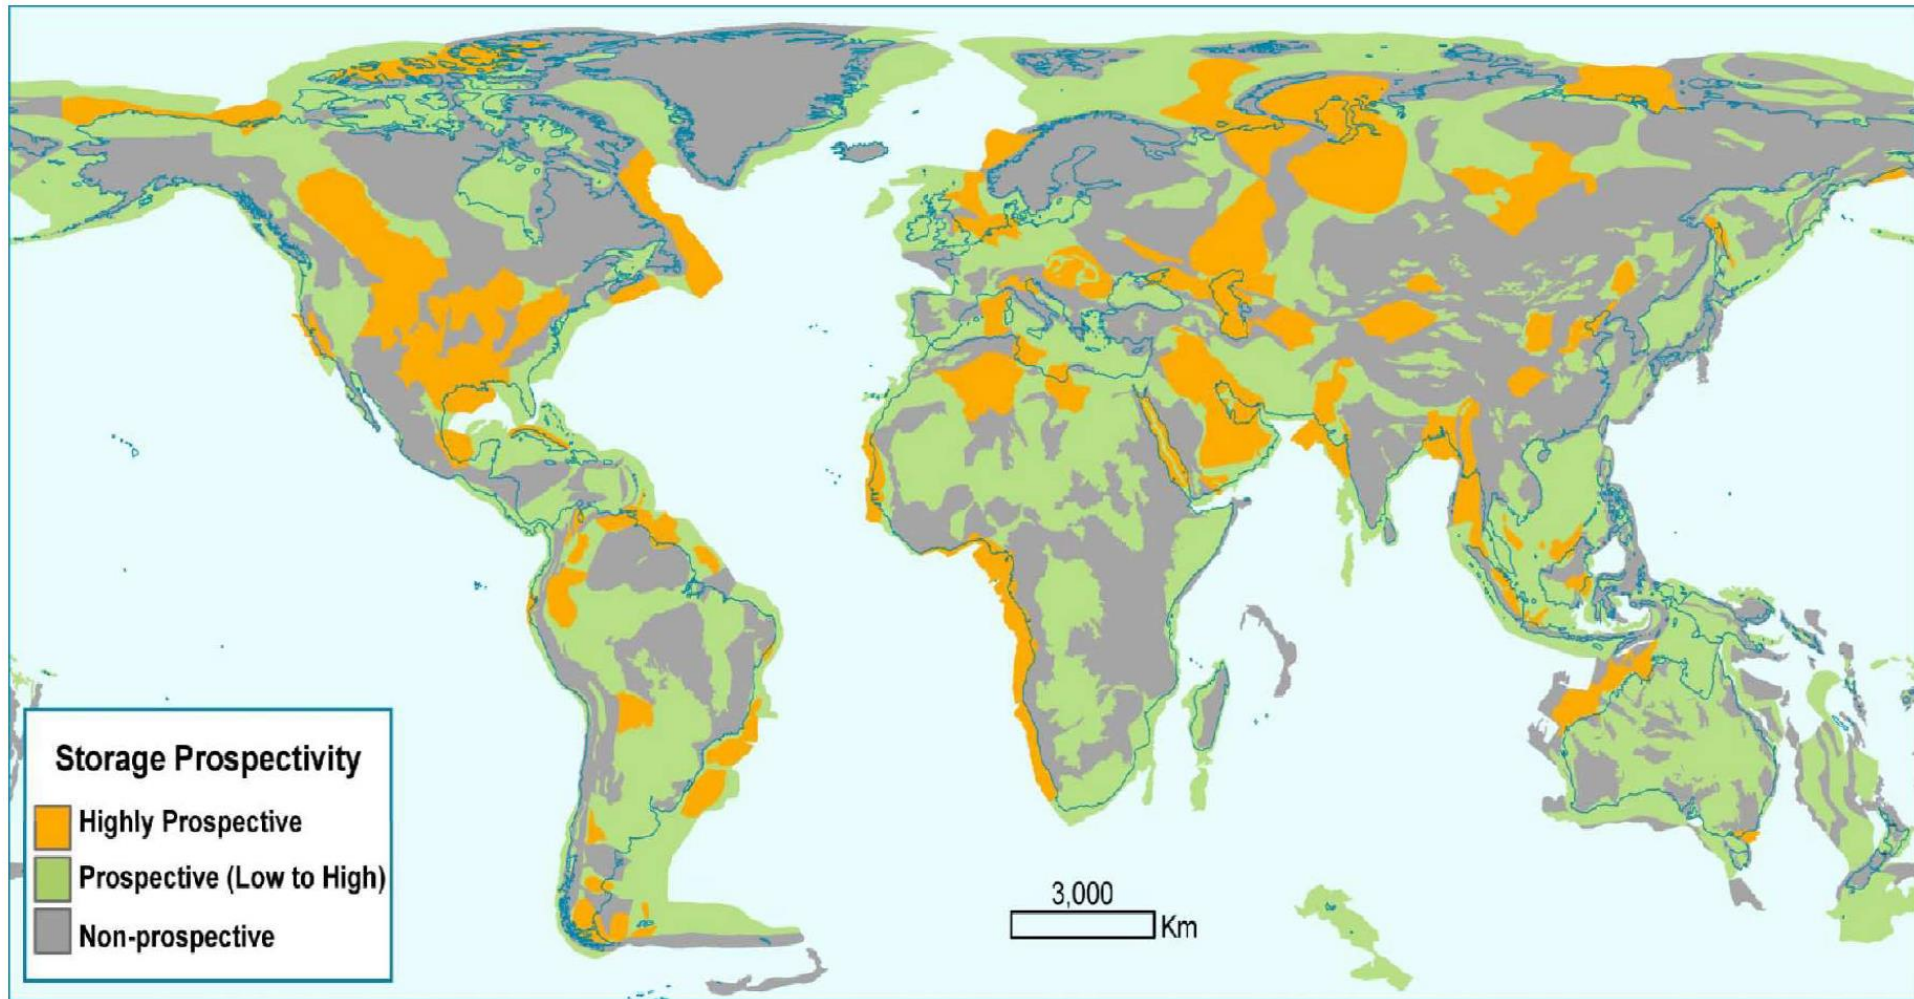 Storage Prospectivity
Highly Prospective
Prospective (Low to High)
Non-prospective
3,000
Km